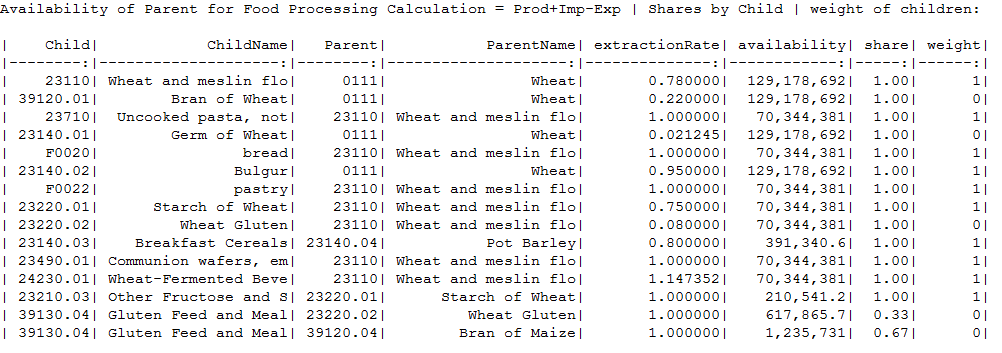 Availability of Parent for Food Processing Calculation = Prod+Imp-Exp | Shares by Child | weight of children:
| Child| ChildName| Parent| ParentName| extractionRate| availability| share| weight|
|--------:|--------------------:|--------:|--------------------:|--------------:|------------:|-----:|------:|
| 23110| Wheat and meslin flo| 0111| Wheat| 0.780000| 129,178,692| 1.00| 1|
| 39120.01| Bran of Wheat| 0111| Wheat| 0.220000| 129,178,692| 1.00| 0|
| 23710| Uncooked pasta, not| 23110| Wheat and meslin flo| 1.000000| 70,344,381| 1.00| 1|
| 23140.01| Germ of Wheat| 0111| Wheat| 0.021245| 129,178,692| 1.00| 0|
| F0020| bread| 23110| Wheat and meslin flo| 1.000000| 70,344,381| 1.00| 1|
| 23140.02| Bulgur| 0111| Wheat| 0.950000| 129,178,692| 1.00| 1|
| F0022| pastry| 23110| Wheat and meslin flo| 1.000000| 70,344,381| 1.00| 1|
| 23220.01| Starch of Wheat| 23110| Wheat and meslin flo| 0.750000| 70,344,381| 1.00| 1|
| 23220.02| Wheat Gluten| 23110| Wheat and meslin flo| 0.080000| 70,344,381| 1.00| 0|
| 23140.03| Breakfast Cereals| 23140.04| Pot Barley| 0.800000| 391,340.6| 1.00| 1|
| 23490.01| Communion wafers, em| 23110| Wheat and meslin flo| 1.000000| 70,344,381| 1.00| 1|
| 24230.01| Wheat-Fermented Beve| 23110| Wheat and meslin flo| 1.147352| 70,344,381| 1.00| 1|
| 23210.03| Other Fructose and S| 23220.01| Starch of Wheat| 1.000000| 210,541.2| 1.00| 1|
| 39130.04| Gluten Feed and Meal| 23220.02| Wheat Gluten| 1.000000| 617,865.7| 0.33| 0|
| 39130.04| Gluten Feed and Meal| 39120.04| Bran of Maize| 1.000000| 1,235,731| 0.67| 0|